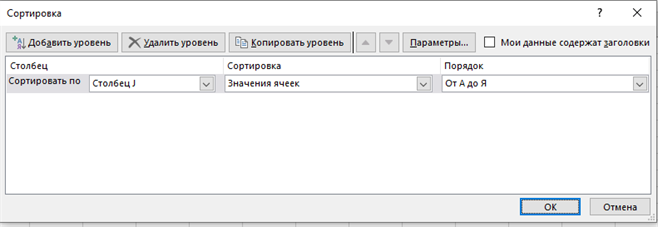 Сортировка
Добавить уровень Удалить уровень Копировать уровень Параметры... Мои данные содержат заголовки
Столбец Сортировка Порядок
Сортировать по Столбец J Значения ячеек От А до Я
ОК Отмена